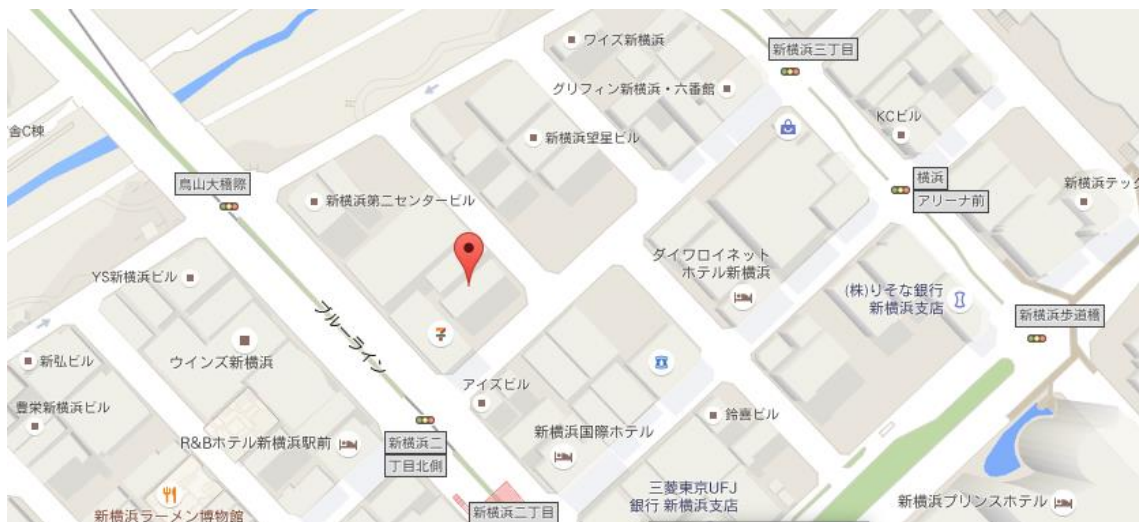 ワイズ新横浜
新横浜三丁目
グリフィン新横浜・六番館
KCビル
舎C棟
新横浜望星ビル
鳥山大橋際
横浜
アリーナ前
新横浜テック
新横浜第二センタービル
ダイワロイネット
ホテル新横浜
YS新横浜ビル
(株)りそな銀行
新横浜支店
ブルーライン
新横浜歩道橋
新弘ビル
ウインズ新横浜
アイズビル
豊栄新横浜ビル
鈴喜ビル
新横浜国際ホテル
R&Bホテル新横浜駅前
新横浜二
丁目北側
三菱東京UFJ
銀行 新横浜支店
新横浜プリンスホテル
新横浜ラーメン博物館
新横浜二丁目